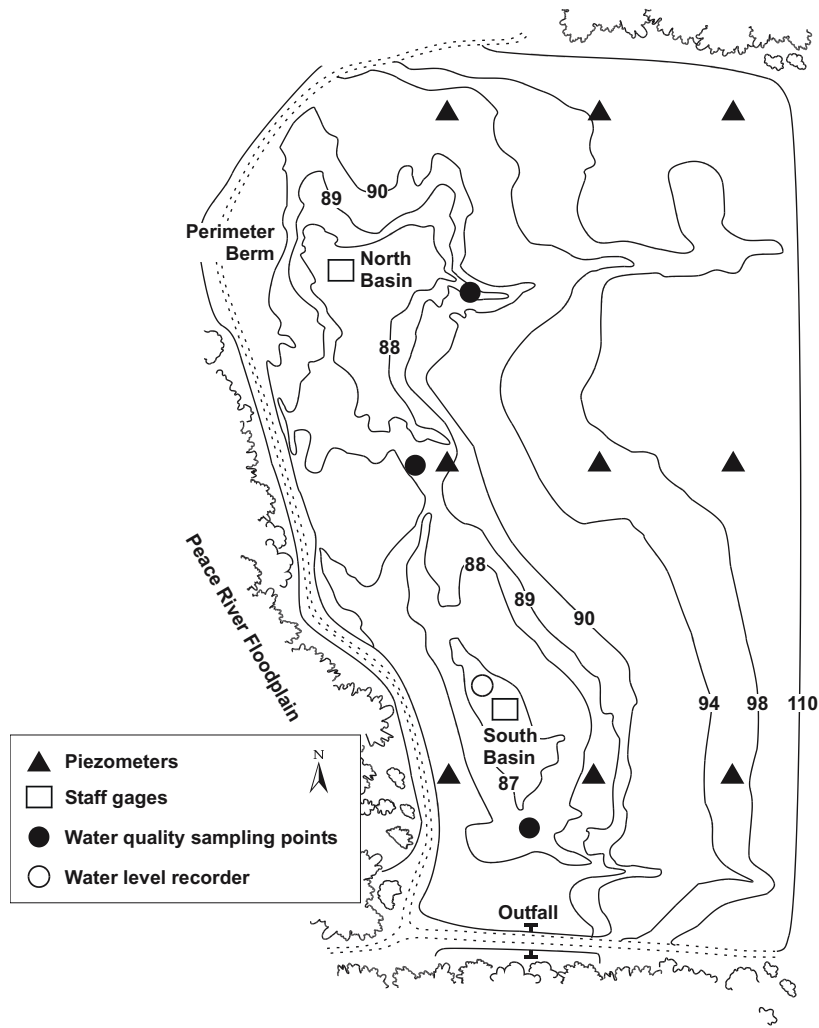 89
90
Perimeter
Berm
North
Basin
88
Peace River Floodplain
88
89
90
94
98
110
South
Basin
87
N
Piezometers
Staff gages
Water quality sampling points
Water level recorder
Outfall